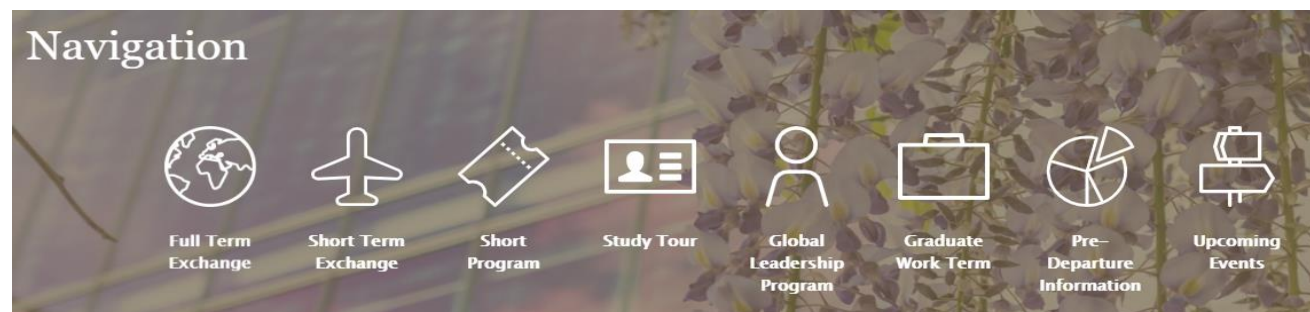 Navigation
Full Term
Exchange
Short Term
Exchange
Short
Program
Study Tour
Global
Leadership
Program
Graduate
Work Term
Pre-
Departure
Information
Upcoming
Events